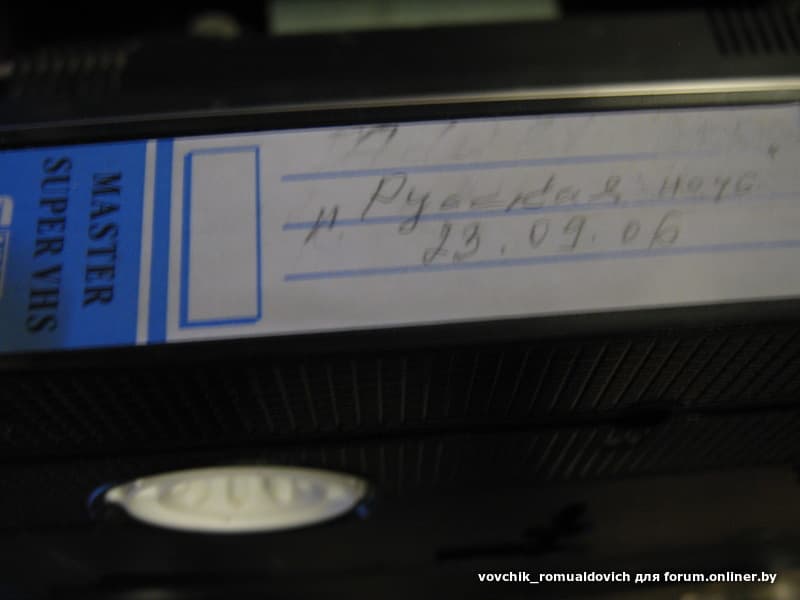 MASTER
SUPER VHS
"Русская ночь"
23.09.06
vovchik_romualdovich для forum.onliner.by